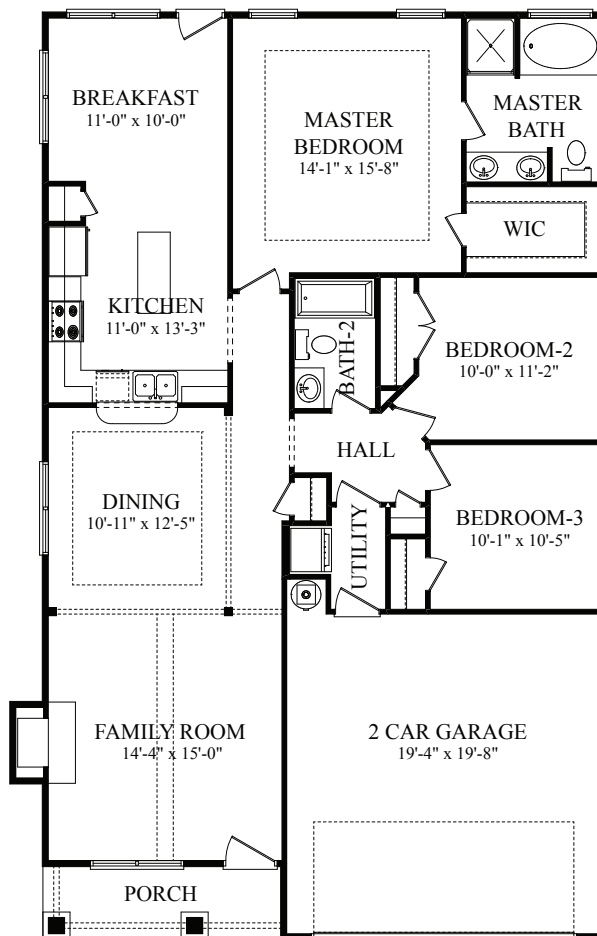 BREAKFAST
11'-0" x 10'-0"
MASTER
BEDROOM
14'-1" x 15'-8"
MASTER
BATH
WIC
KITCHEN
11'-0" x 13'-3"
BATH-2
BEDROOM-2
10'-0" x 11'-2"
HALL
DINING
10'-11" x 12'-5"
UTILITY
BEDROOM-3
10'-1" x 10'-5"
FAMILY ROOM
14'-4" x 15'-0"
2 CAR GARAGE
19'-4" x 19'-8"
PORCH